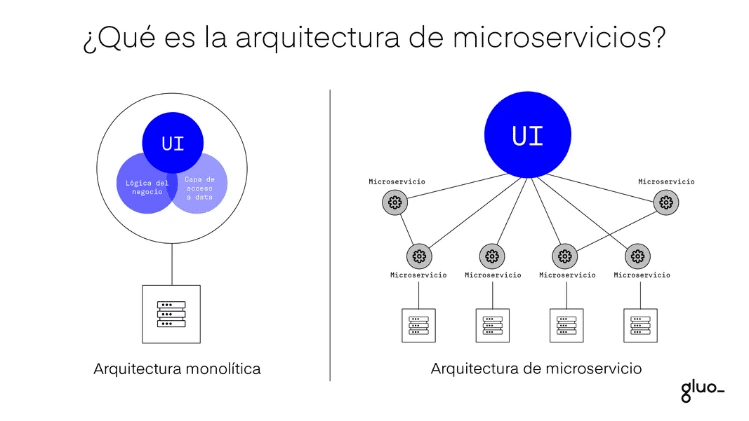 ¿Qué es la arquitectura de microservicios?
UI
Lógica del
negocio
Capa de
acceso
a data
Arquitectura monolítica
UI
Microservicio
Microservicio
Microservicio
Microservicio
Microservicio
Microservicio
Arquitectura de microservicio
gluo_